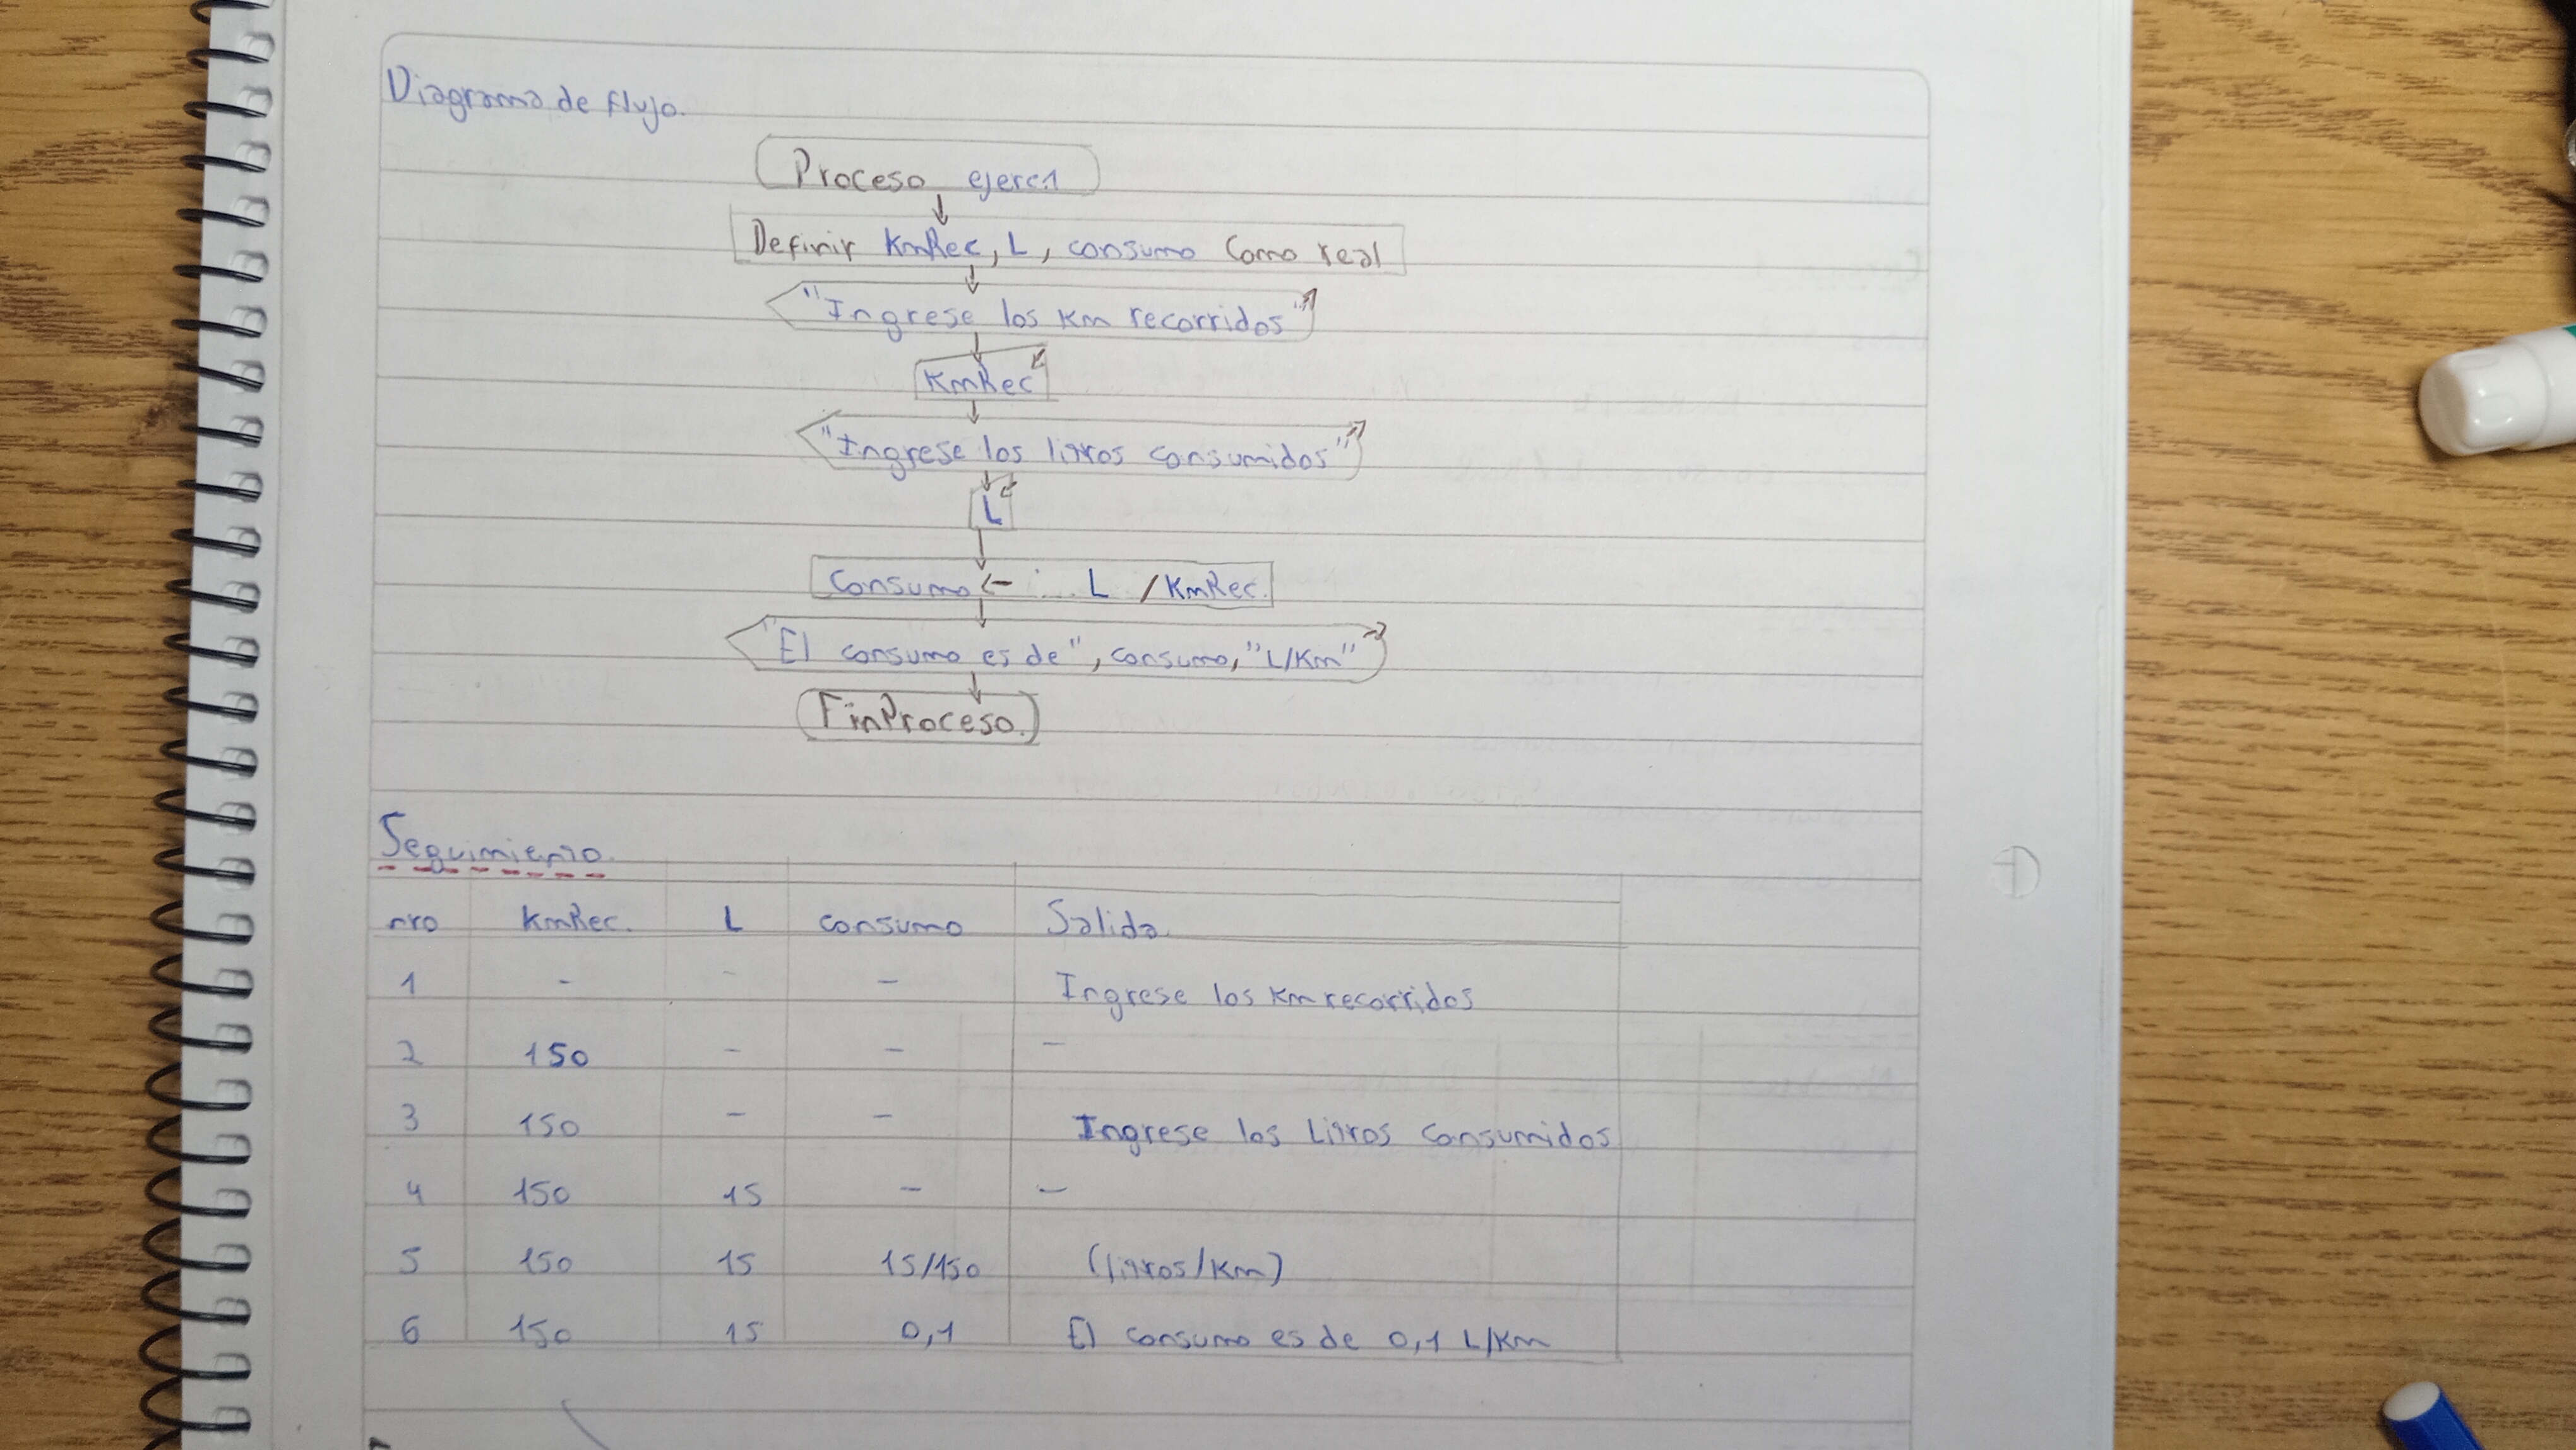 Diagrama de flujo.
Proceso ejerc1
Definir KmRec, L, consumo Como real
"Ingrese los Km recorridos"
KmRec
"Ingrese los litros consumidos"
L
Consumo <- L / KmRec.
"El consumo es de", consumo, "L/Km"
FinProceso.
Seguimiento.
nro KmRec. L consumo Salida.
1 - - - Ingrese los Km recorridos
2 150 - - -
3 150 - - Ingrese los Litros Consumidos
4 150 15 - -
5 150 15 15/150 (litros/Km)
6 150 15 0,1 El consumo es de 0,1 L/Km